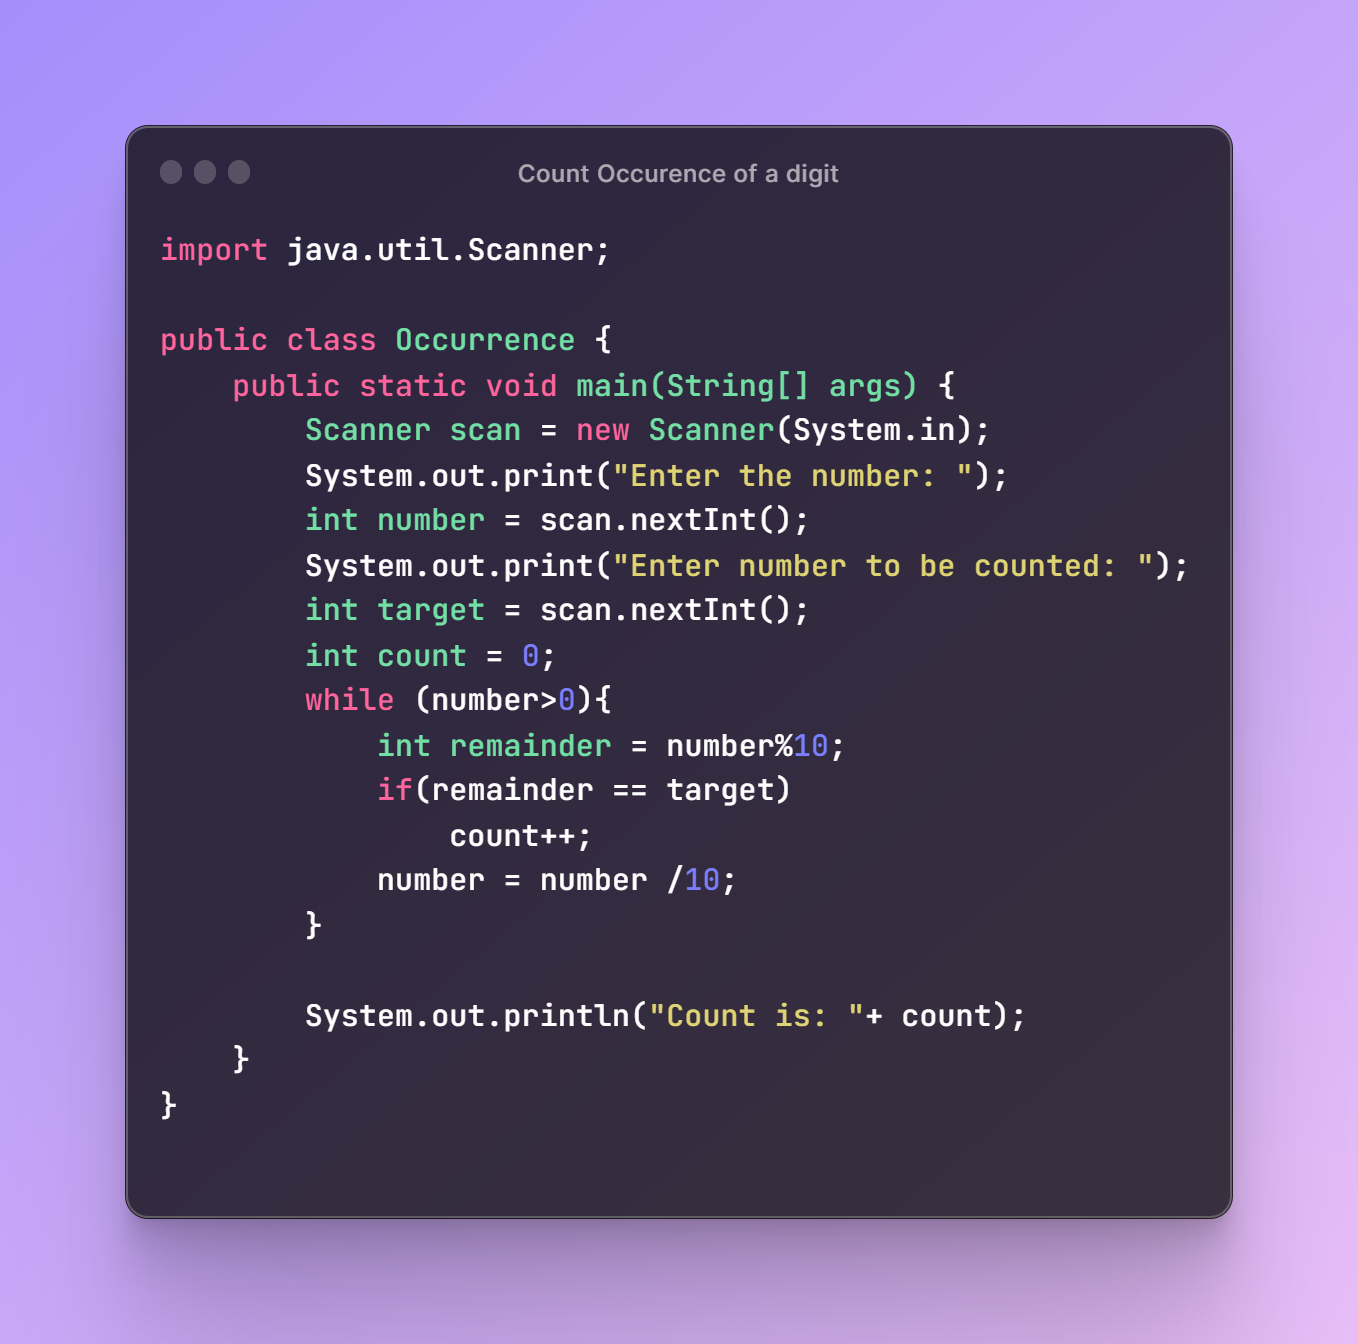 Count Occurence of a digit
import java.util.Scanner;

public class Occurrence {
    public static void main(String[] args) {
        Scanner scan = new Scanner(System.in);
        System.out.print("Enter the number: ");
        int number = scan.nextInt();
        System.out.print("Enter number to be counted: ");
        int target = scan.nextInt();
        int count = 0;
        while (number>0){
            int remainder = number%10;
            if(remainder == target)
                count++;
            number = number /10;
        }

        System.out.println("Count is: "+ count);
    }
}